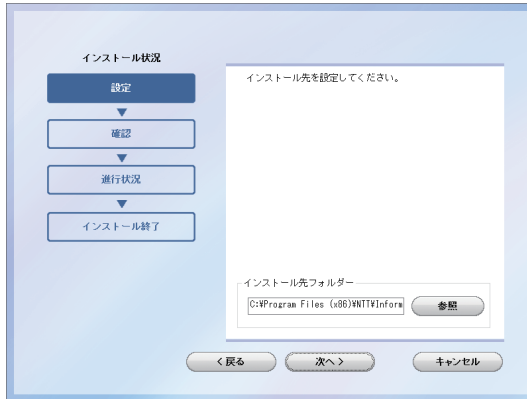 インストール状況
設定
確認
進行状況
インストール終了
インストール先を設定してください。
インストール先フォルダー
C:¥Program Files (x86)¥NTT¥Inform
参照
< 戻る
次へ >
キャンセル